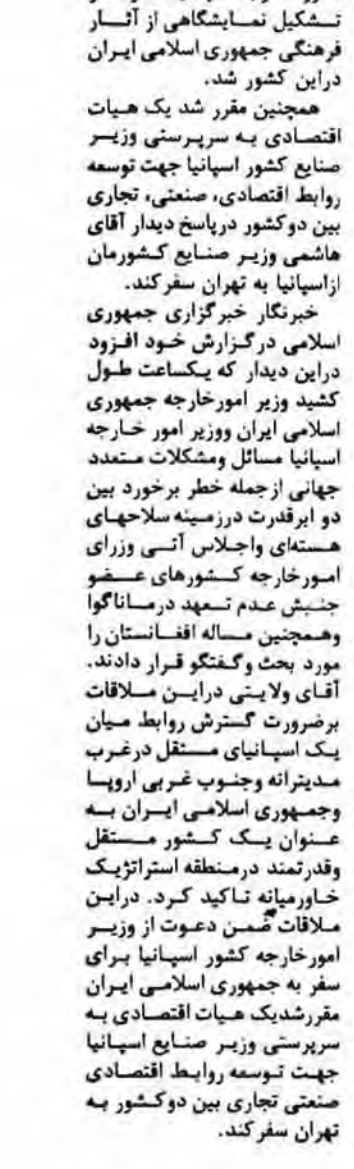 تشکیل نمایشگاهی از آثار
فرهنگی جمهوری اسلامی ایران
دراین کشور شد.
همچنین مقرر شد یک هیات
اقتصادی به سرپرستی وزیر
صنایع کشور اسپانیا جهت توسعه
روابط اقتصادی، صنعتی، تجاری
بین دوکشور درپاسخ دیدار آقای
هاشمی وزیر صنایع کشورمان
ازاسپانیا به تهران سفرکند.
خبرنگار خبرگزاری جمهوری
اسلامی درگزارش خود افزود
دراین دیدار که یکساعت طول
کشید وزیر امورخارجه جمهوری
اسلامی ایران ووزیر امور خارجه
اسپانیا مسائل ومشکلات متعدد
جهانی ازجمله خطر برخورد بین
دو ابرقدرت درزمینه سلاحهای
هسته‌ای واجلاس آتی وزرای
امورخارجه کشورهای عضو
جنبش عدم تعهد درماناگوا
وهمچنین مساله افغانستان را
مورد بحث وگفتگو قرار دادند.
آقای ولایتی دراین ملاقات
برضرورت گسترش روابط میان
یک اسپانیای مستقل درغرب
مدیترانه وجنوب غربی اروپا
وجمهوری اسلامی ایران به
عنوان یک کشور مستقل
وقدرتمند درمنطقه استراتژیک
خاورمیانه تاکید کرد. دراین
ملاقات ضمن دعوت از وزیر
امورخارجه کشور اسپانیا برای
سفر به جمهوری اسلامی ایران
مقررشدیک هیات اقتصادی به
سرپرستی وزیر صنایع اسپانیا
جهت توسعه روابط اقتصادی
صنعتی تجاری بین دوکشور به
تهران سفرکند.